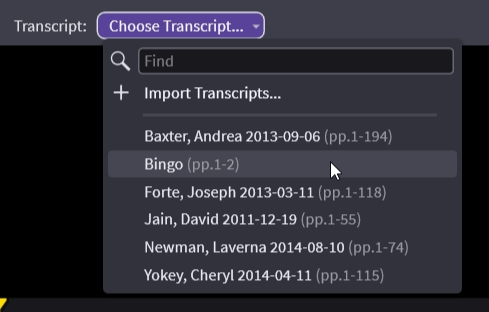 Transcript: Choose Transcript...
Find
Import Transcripts...
Baxter, Andrea 2013-09-06 (pp.1-194)
Bingo (pp.1-2)
Forte, Joseph 2013-03-11 (pp.1-118)
Jain, David 2011-12-19 (pp.1-55)
Newman, Laverna 2014-08-10 (pp.1-74)
Yokey, Cheryl 2014-04-11 (pp.1-115)